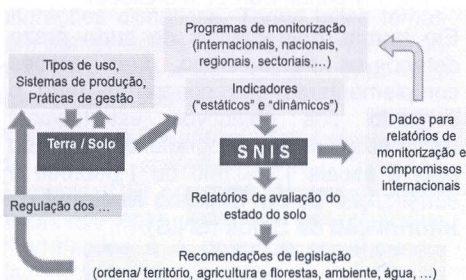 Programas de monitorização
(internacionais, nacionais,
regionais, sectoriais,...)
Tipos de uso,
Sistemas de produção,
Práticas de gestão
Indicadores
("estáticos" e "dinâmicos")
Terra / Solo
S N I S
Dados para
relatórios de
monitorização e
compromissos
internacionais
Relatórios de avaliação do
estado do solo
Regulação dos ...
Recomendações de legislação
(ordena/ território, agricultura e florestas, ambiente, água, ...)